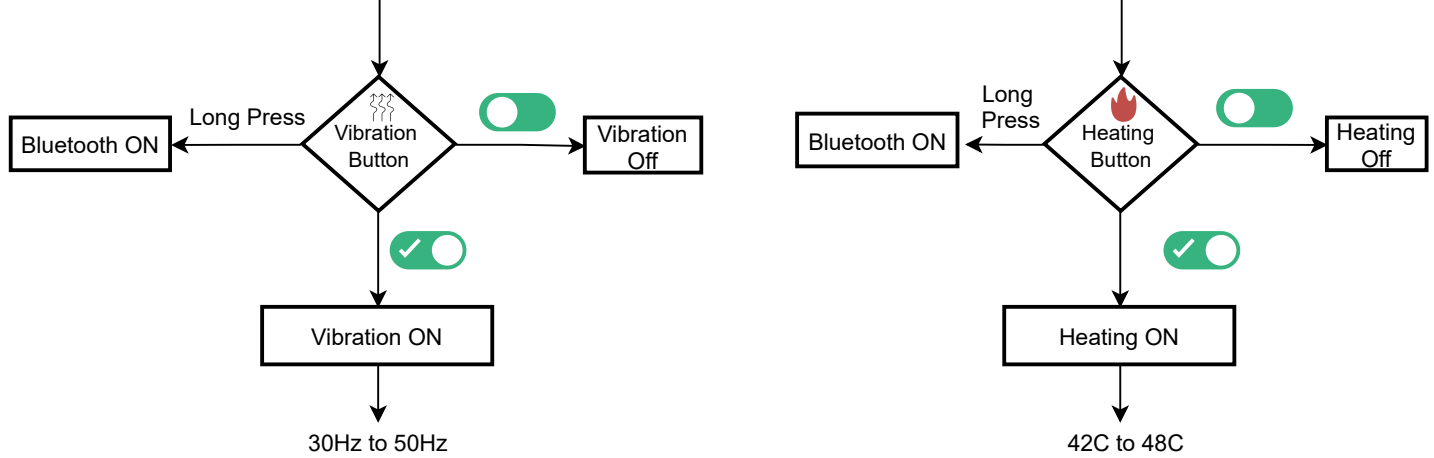 Long Press
Vibration
Button
Bluetooth ON
Vibration
Off
Vibration ON
30Hz to 50Hz
Long
Press
Heating
Button
Bluetooth ON
Heating
Off
Heating ON
42C to 48C